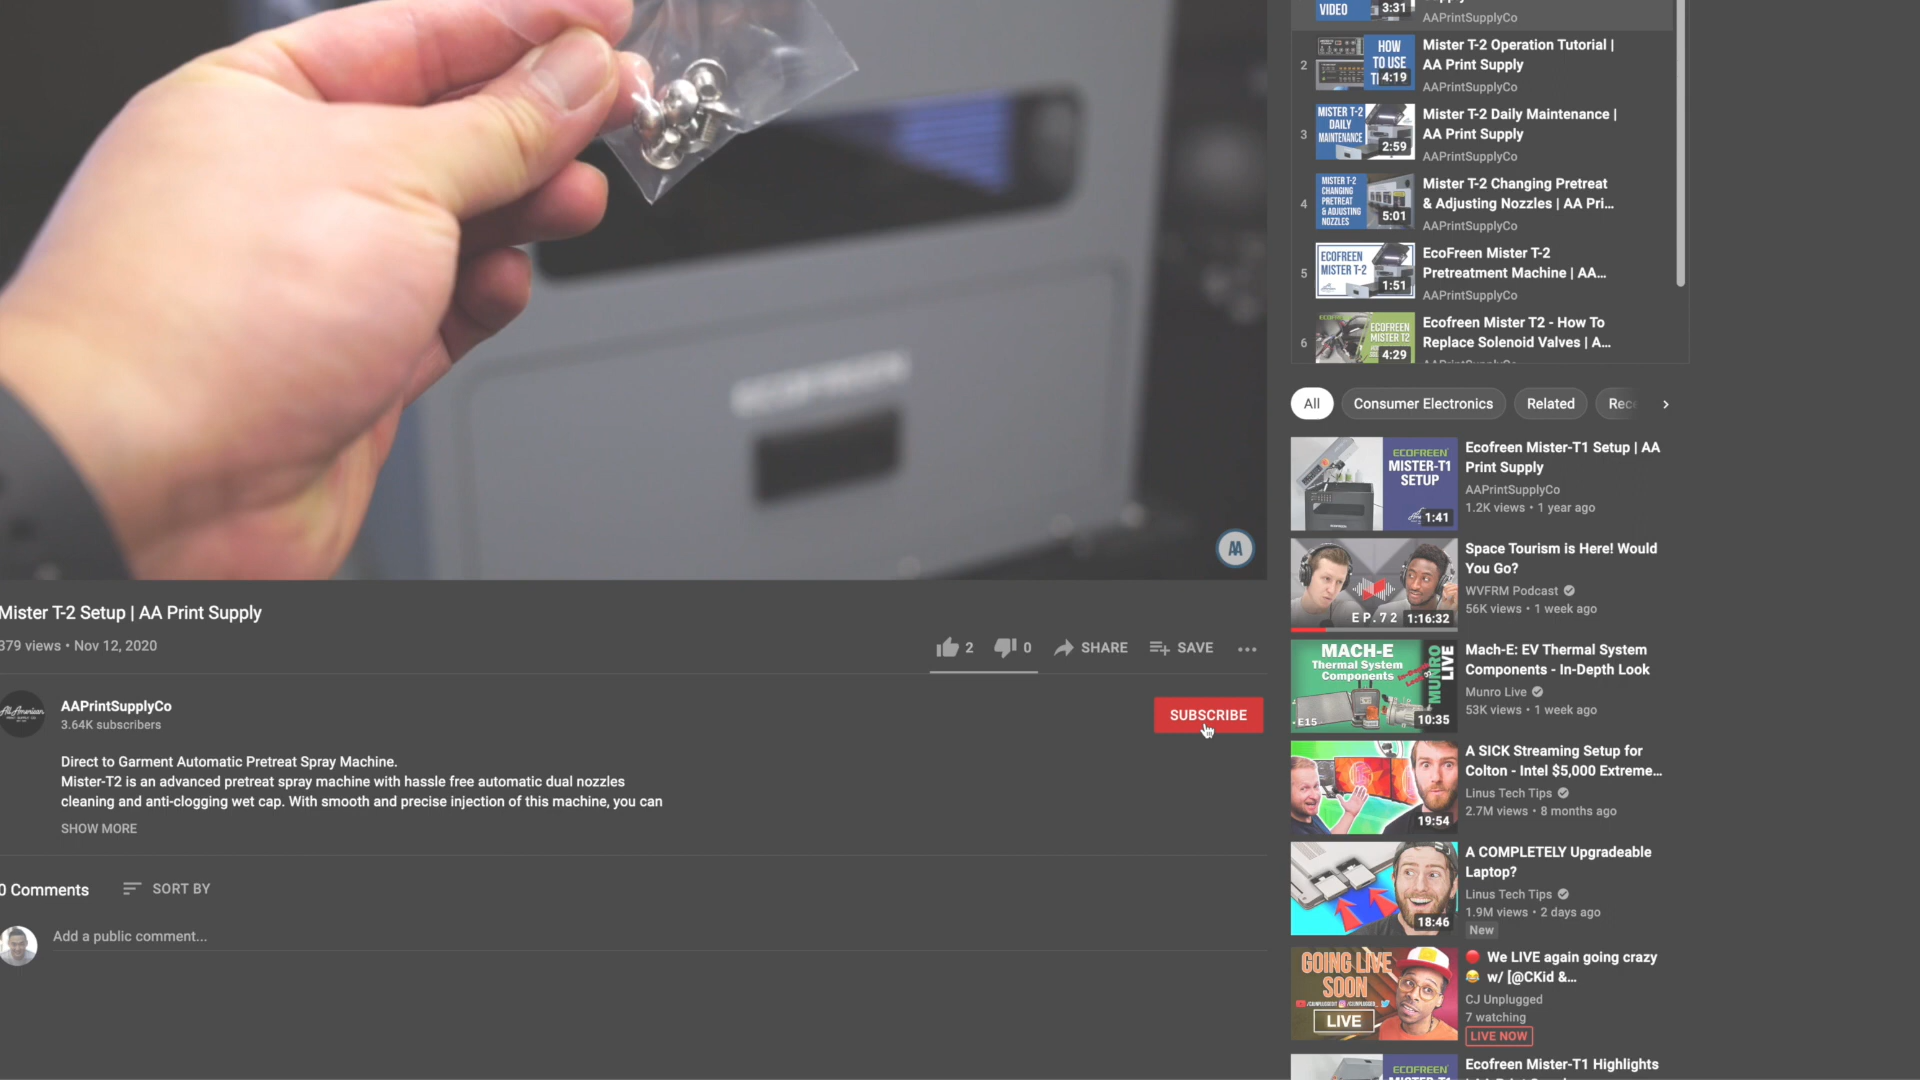 ECOFREEN
AA
Mister T-2 Setup | AA Print Supply
379 views • Nov 12, 2020
2
0
SHARE
SAVE
All American
AAPrintSupplyCo
3.64K subscribers
SUBSCRIBE
Direct to Garment Automatic Pretreat Spray Machine.
Mister-T2 is an advanced pretreat spray machine with hassle free automatic dual nozzles
cleaning and anti-clogging wet cap. With smooth and precise injection of this machine, you can
SHOW MORE
0 Comments
SORT BY
Add a public comment...
VIDEO
3:31
AAPrintSupplyCo
2
HOW
TO USE
4:19
Mister T-2 Operation Tutorial |
AA Print Supply
AAPrintSupplyCo
3
MISTER T-2
DAILY
MAINTENANCE
2:59
Mister T-2 Daily Maintenance |
AA Print Supply
AAPrintSupplyCo
4
MISTER T-2
CHANGING
PRETREAT
& ADJUSTING
NOZZLES
5:01
Mister T-2 Changing Pretreat
& Adjusting Nozzles | AA Pri...
AAPrintSupplyCo
5
ECOFREEN
MISTER T-2
1:51
EcoFreen Mister T-2
Pretreatment Machine | AA...
AAPrintSupplyCo
6
ECOFREEN
MISTER T2
4:29
Ecofreen Mister T2 - How To
Replace Solenoid Valves | A...
All
Consumer Electronics
Related
Rec
ECOFREEN
MISTER-T1
SETUP
1:41
Ecofreen Mister-T1 Setup | AA
Print Supply
AAPrintSupplyCo
1.2K views • 1 year ago
EP.72
1:16:32
Space Tourism is Here! Would
You Go?
WVFRM Podcast
56K views • 1 week ago
MACH-E
Thermal System
Components
In-Depth
Look
MUNRO
LIVE
E15
10:35
Mach-E: EV Thermal System
Components - In-Depth Look
Munro Live
53K views • 1 week ago
19:54
A SICK Streaming Setup for
Colton - Intel $5,000 Extreme...
Linus Tech Tips
2.7M views • 8 months ago
18:46
A COMPLETELY Upgradeable
Laptop?
Linus Tech Tips
1.9M views • 2 days ago
New
GOING LIVE
SOON
LIVE
🔴 We LIVE again going crazy
😂 w/ [@CKid &...
CJ Unplugged
7 watching
LIVE NOW
ECOFREEN
MISTER-T1
Ecofreen Mister-T1 Highlights